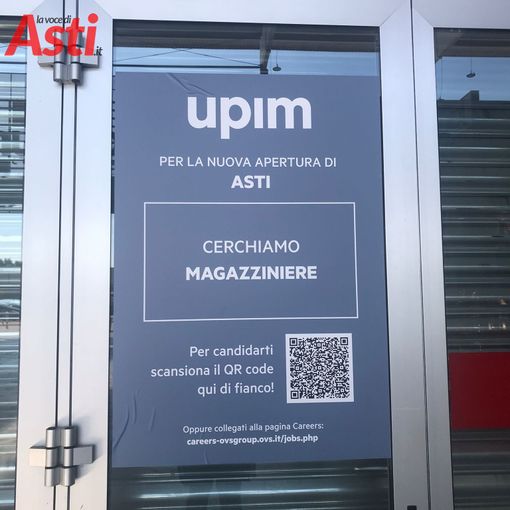 la voce di
Asti.it
upim
PER LA NUOVA APERTURA DI
ASTI
CERCHIAMO
MAGAZZINIERE
Per candidarti
scansiona il QR code
qui di fianco!
Oppure collegati alla pagina Careers:
careers-ovsgroup.ovs.it/jobs.php